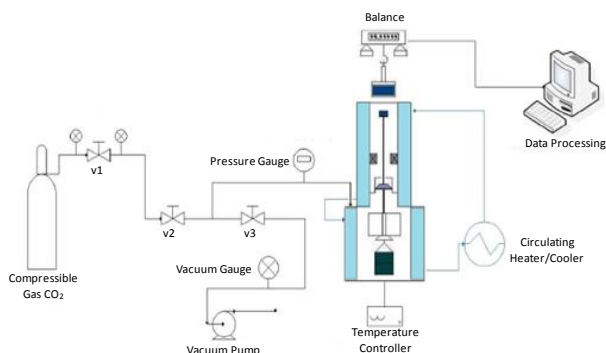 Balance
Data Processing
Pressure Gauge
v1
v2
v3
Vacuum Gauge
Circulating
Heater/Cooler
Compressible
Gas CO₂
Temperature
Controller
Vacuum Pump